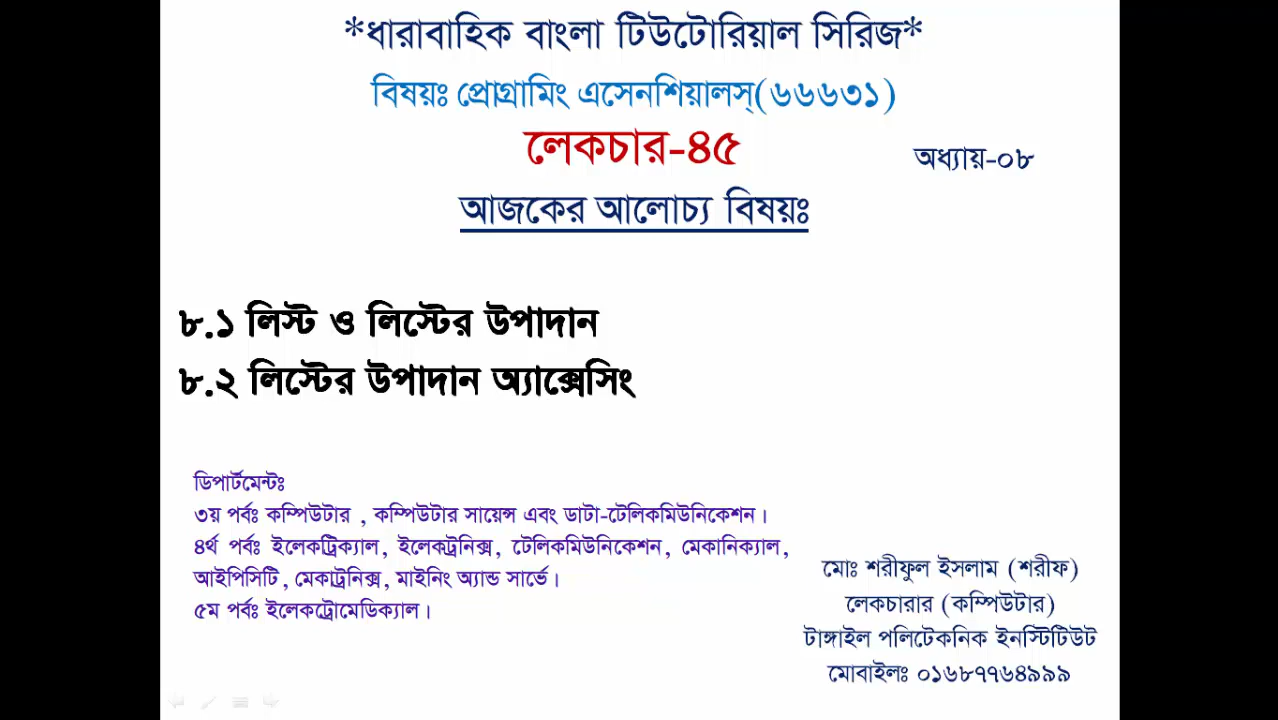 *ধারাবাহিক বাংলা টিউটোরিয়াল সিরিজ*
বিষয়ঃ প্রোগ্রামিং এসেনশিয়ালস্(৬৬৬৩১)
লেকচার-৪৫
অধ্যায়-০৮
আজকের আলোচ্য বিষয়ঃ
৮.১ লিস্ট ও লিস্টের উপাদান
৮.২ লিস্টের উপাদান অ্যাক্সেসিং
ডিপার্টমেন্টঃ
৩য় পর্বঃ কম্পিউটার , কম্পিউটার সায়েন্স এবং ডাটা-টেলিকমিউনিকেশন।
৪র্থ পর্বঃ ইলেকট্রিক্যাল, ইলেকট্রনিক্স, টেলিকমিউনিকেশন, মেকানিক্যাল,
আইপিসিটি, মেকাট্রনিক্স, মাইনিং অ্যান্ড সার্ভে।
৫ম পর্বঃ ইলেকট্রোমেডিক্যাল।
মোঃ শরীফুল ইসলাম (শরীফ)
লেকচারার (কম্পিউটার)
টাঙ্গাইল পলিটেকনিক ইনস্টিটিউট
মোবাইলঃ ০১৬৮৭৭৬৪৯৯৯